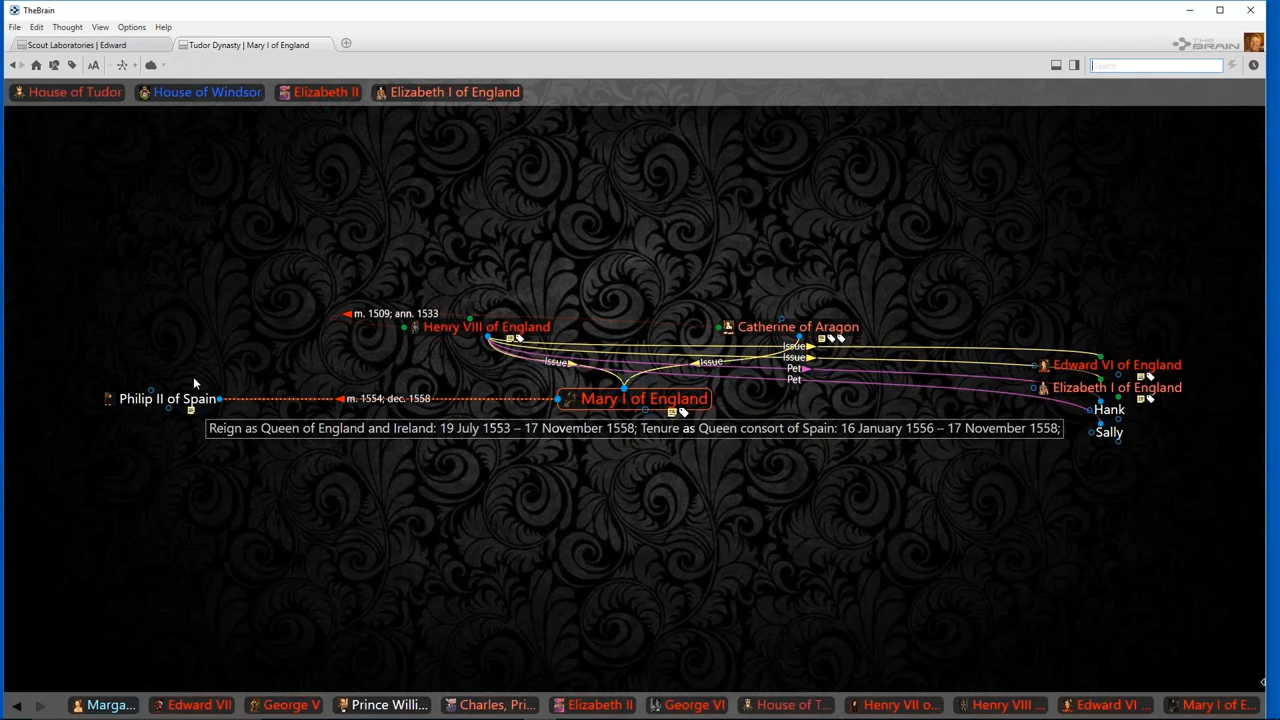 TheBrain
File Edit Thought View Options Help
Scout Laboratories | Edward
Tudor Dynasty | Mary I of England
THE BRAIN
AA
Search
House of Tudor
House of Windsor
Elizabeth II
Elizabeth I of England
m. 1509; ann. 1533
Henry VIII of England
Catherine of Aragon
Issue
Issue
Issue
Issue
Pet
Pet
Edward VI of England
Elizabeth I of England
Philip II of Spain
m. 1554; dec. 1558
Mary I of England
Hank
Sally
Reign as Queen of England and Ireland: 19 July 1553 – 17 November 1558; Tenure as Queen consort of Spain: 16 January 1556 – 17 November 1558;
Marga...
Edward VII
George V
Prince Willi...
Charles, Pri...
Elizabeth II
George VI
House of T...
Henry VII o...
Henry VIII ...
Edward VI ...
Mary I of E...